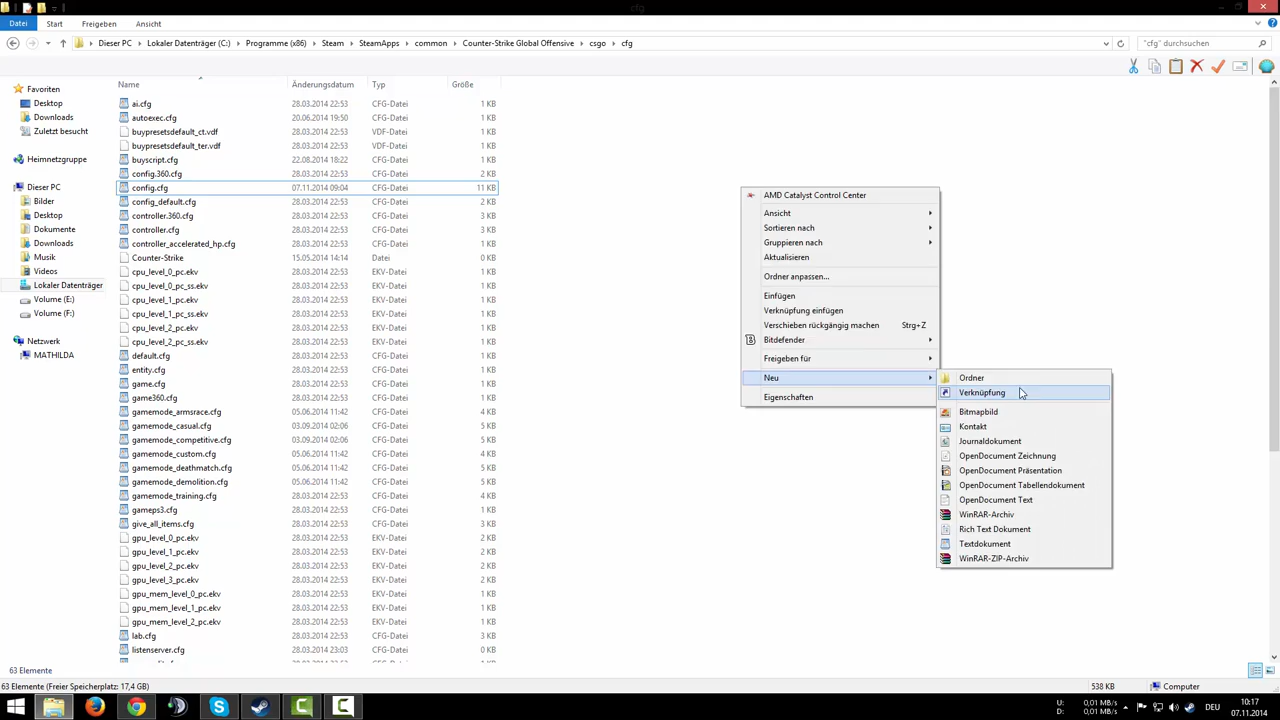 cfg
Datei Start Freigeben Ansicht
Dieser PC Lokaler Datenträger (C:) Programme (x86) Steam SteamApps common Counter-Strike Global Offensive csgo cfg
"cfg" durchsuchen
Name Änderungsdatum Typ Größe
Favoriten
Desktop
Downloads
Zuletzt besucht
Heimnetzgruppe
Dieser PC
Bilder
Desktop
Dokumente
Downloads
Musik
Videos
Lokaler Datenträger
Volume (E:)
Volume (F:)
Netzwerk
MATHILDA
ai.cfg 28.03.2014 22:53 CFG-Datei 1 KB
autoexec.cfg 20.06.2014 19:50 CFG-Datei 1 KB
buypresetsdefault_ct.vdf 28.03.2014 22:53 VDF-Datei 1 KB
buypresetsdefault_ter.vdf 28.03.2014 22:53 VDF-Datei 1 KB
buyscript.cfg 22.08.2014 18:22 CFG-Datei 1 KB
config.360.cfg 28.03.2014 22:53 CFG-Datei 2 KB
config.cfg 07.11.2014 09:04 CFG-Datei 11 KB
config_default.cfg 28.03.2014 22:53 CFG-Datei 2 KB
controller.360.cfg 28.03.2014 22:53 CFG-Datei 3 KB
controller.cfg 28.03.2014 22:53 CFG-Datei 3 KB
controller_accelerated_hp.cfg 28.03.2014 22:53 CFG-Datei 3 KB
Counter-Strike 15.05.2014 14:14 Datei 0 KB
cpu_level_0_pc.ekv 28.03.2014 22:53 EKV-Datei 1 KB
cpu_level_0_pc_ss.ekv 28.03.2014 22:53 EKV-Datei 1 KB
cpu_level_1_pc.ekv 28.03.2014 22:53 EKV-Datei 1 KB
cpu_level_1_pc_ss.ekv 28.03.2014 22:53 EKV-Datei 1 KB
cpu_level_2_pc.ekv 28.03.2014 22:53 EKV-Datei 1 KB
cpu_level_2_pc_ss.ekv 28.03.2014 22:53 EKV-Datei 1 KB
default.cfg 28.03.2014 22:53 CFG-Datei 1 KB
entity.cfg 28.03.2014 22:53 CFG-Datei 1 KB
game.cfg 28.03.2014 22:53 CFG-Datei 1 KB
game360.cfg 28.03.2014 22:53 CFG-Datei 1 KB
gamemode_armsrace.cfg 05.06.2014 11:42 CFG-Datei 4 KB
gamemode_casual.cfg 03.09.2014 02:06 CFG-Datei 4 KB
gamemode_competitive.cfg 03.09.2014 02:06 CFG-Datei 4 KB
gamemode_custom.cfg 28.03.2014 22:53 CFG-Datei 4 KB
gamemode_deathmatch.cfg 05.06.2014 11:42 CFG-Datei 5 KB
gamemode_demolition.cfg 05.06.2014 11:42 CFG-Datei 5 KB
gamemode_training.cfg 28.03.2014 22:53 CFG-Datei 4 KB
gameps3.cfg 28.03.2014 22:53 CFG-Datei 1 KB
give_all_items.cfg 28.03.2014 22:53 CFG-Datei 3 KB
gpu_level_0_pc.ekv 28.03.2014 22:53 EKV-Datei 2 KB
gpu_level_1_pc.ekv 28.03.2014 22:53 EKV-Datei 2 KB
gpu_level_2_pc.ekv 28.03.2014 22:53 EKV-Datei 2 KB
gpu_level_3_pc.ekv 28.03.2014 22:53 EKV-Datei 2 KB
gpu_mem_level_0_pc.ekv 28.03.2014 22:53 EKV-Datei 1 KB
gpu_mem_level_1_pc.ekv 28.03.2014 22:53 EKV-Datei 1 KB
gpu_mem_level_2_pc.ekv 28.03.2014 22:53 EKV-Datei 1 KB
lab.cfg 28.03.2014 22:53 CFG-Datei 3 KB
listenserver.cfg 28.03.2014 23:03 CFG-Datei 0 KB
AMD Catalyst Control Center
Ansicht
Sortieren nach
Gruppieren nach
Aktualisieren
Ordner anpassen...
Einfügen
Verknüpfung einfügen
Verschieben rückgängig machen Strg+Z
Bitdefender
Freigeben für
Neu
Eigenschaften
Ordner
Verknüpfung
Bitmapbild
Kontakt
Journaldokument
OpenDocument Zeichnung
OpenDocument Präsentation
OpenDocument Tabellendokument
OpenDocument Text
WinRAR-Archiv
Rich Text Dokument
Textdokument
WinRAR-ZIP-Archiv
63 Elemente
63 Elemente (Freier Speicherplatz: 17,4 GB) 538 KB Computer
U: 0,01 MB/s
D: 0,01 MB/s
DEU
10:17
07.11.2014